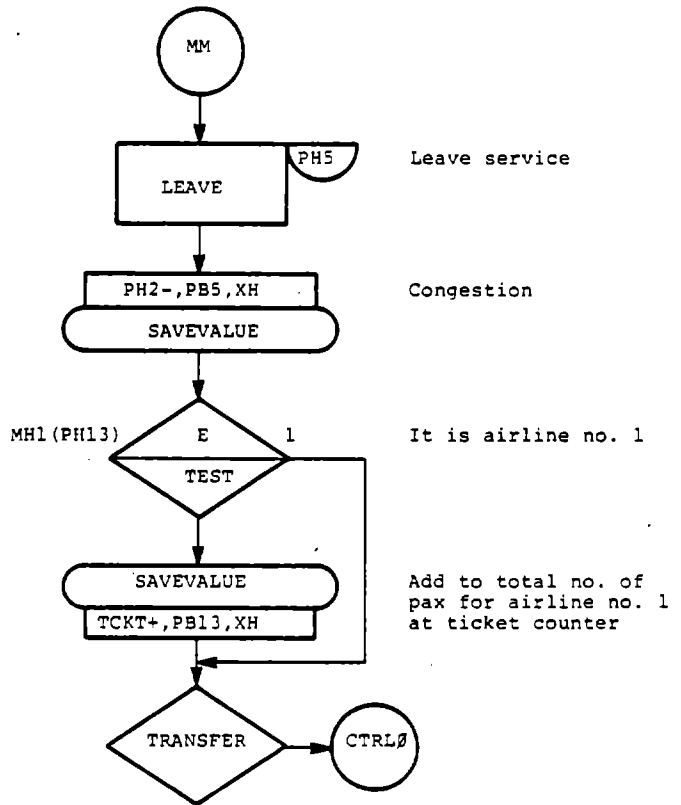 MM
PH5
LEAVE
Leave service
PH2-,PB5,XH
Congestion
SAVEVALUE
MH1(PH13)
E
1
It is airline no. 1
TEST
SAVEVALUE
Add to total no. of
TCKT+,PB13,XH
pax for airline no. 1
at ticket counter
TRANSFER
CTRLØ